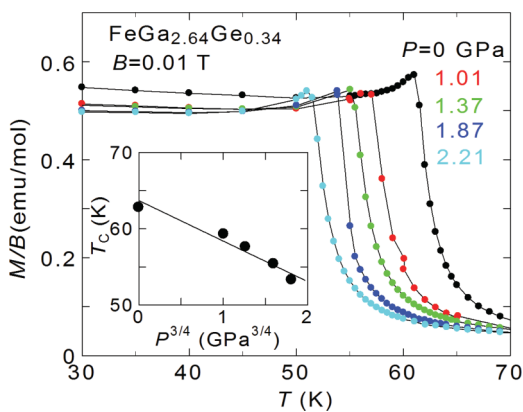 FeGa2.64Ge0.34
B=0.01 T
P=0 GPa
1.01
1.37
1.87
2.21
M/B(emu/mol)
0.6
0.4
0.2
0
30
40
50
60
70
T (K)
TC (K)
70
60
50
0
1
2
P3/4 (GPa3/4)